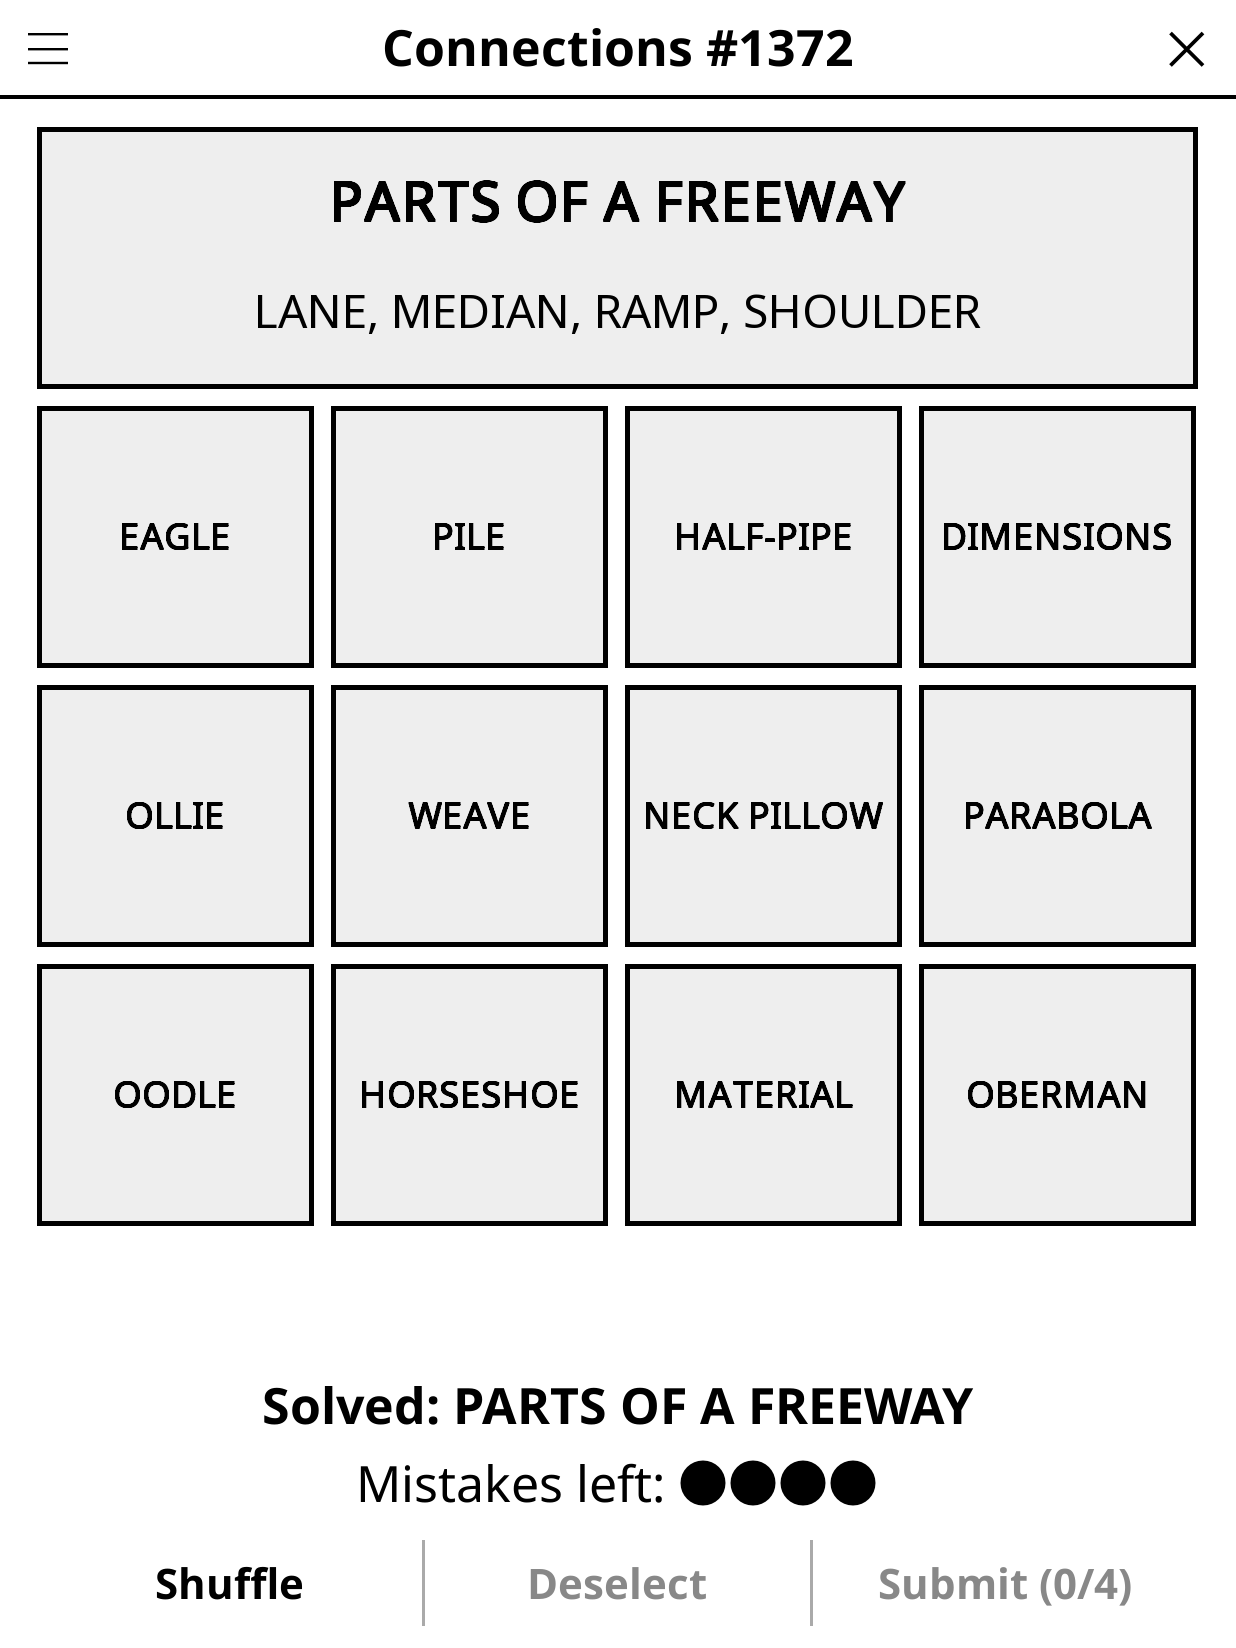 Connections #1372
PARTS OF A FREEWAY
LANE, MEDIAN, RAMP, SHOULDER
EAGLE
PILE
HALF-PIPE
DIMENSIONS
OLLIE
WEAVE
NECK PILLOW
PARABOLA
OODLE
HORSESHOE
MATERIAL
OBERMAN
Solved: PARTS OF A FREEWAY
Mistakes left:
Shuffle
Deselect
Submit (0/4)